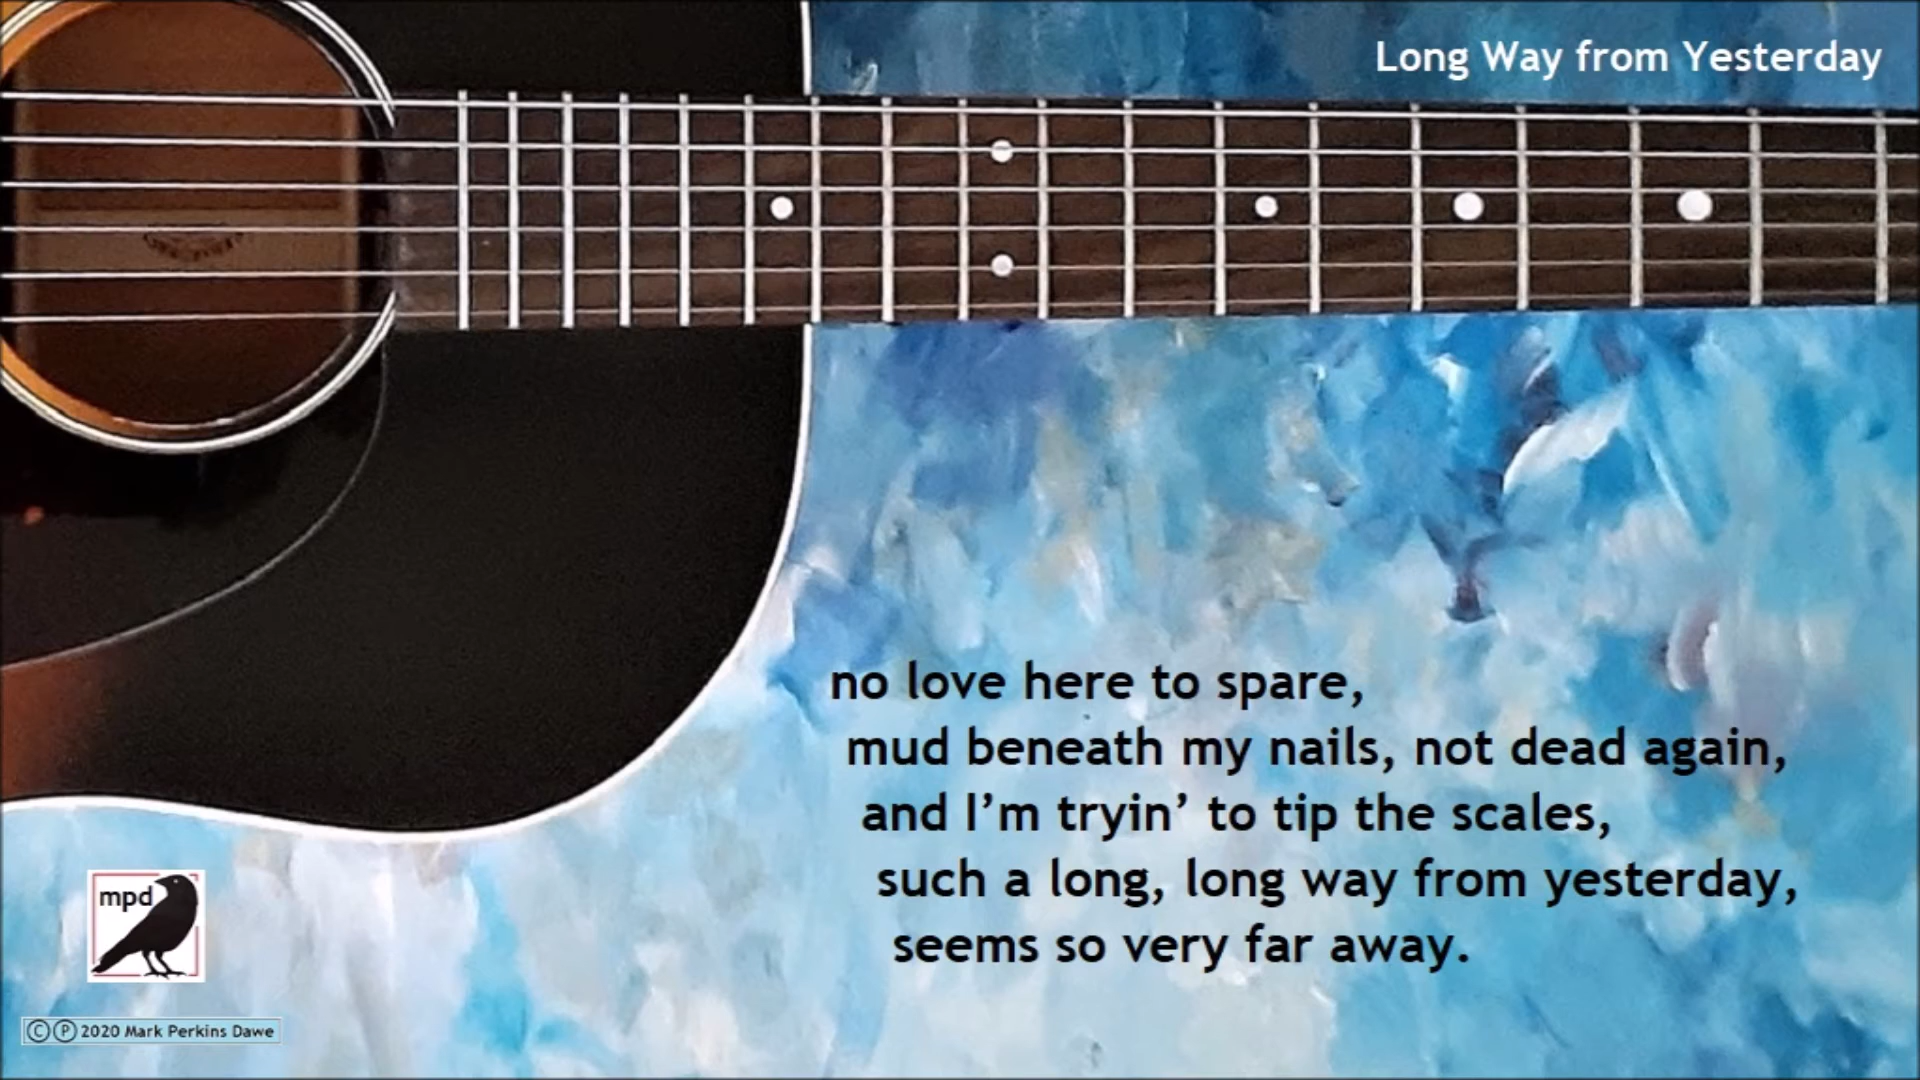 Long Way from Yesterday
no love here to spare,
mud beneath my nails, not dead again,
and I’m tryin’ to tip the scales,
such a long, long way from yesterday,
seems so very far away.
mpd
Ⓒ Ⓟ 2020 Mark Perkins Dawe